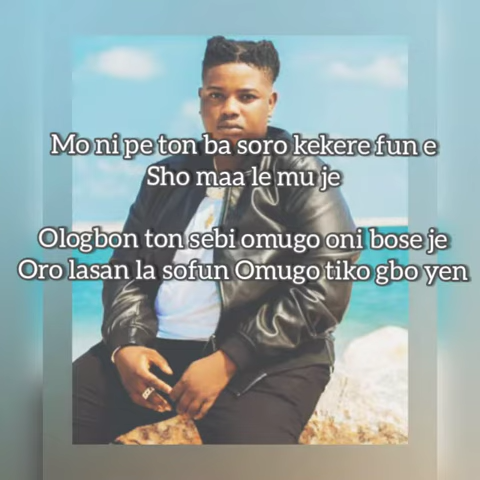 Mo ni pe ton ba soro kekere fun e
Sho maa le mu je
Ologbon ton sebi omugo oni bose je
Oro lasan la sofun Omugo tiko gbo yen